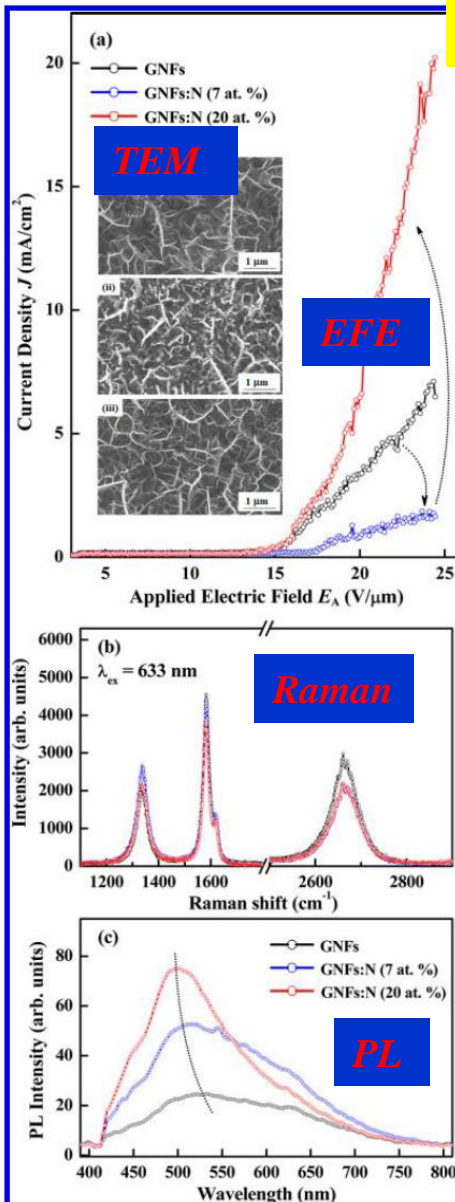 (a)
GNFs
GNFs:N (7 at. %)
GNFs:N (20 at. %)
TEM
1 μm
(ii)
1 μm
(iii)
1 μm
EFE
Current Density J (mA/cm²)
20
15
10
5
0
5 10 15 20 25
Applied Electric Field E_A (V/μm)
(b)
λ_ex = 633 nm
Raman
Intensity (arb. units)
6000
5000
4000
3000
2000
1000
0
1200 1400 1600 2600 2800
Raman shift (cm⁻¹)
(c)
GNFs
GNFs:N (7 at. %)
GNFs:N (20 at. %)
PL
PL Intensity (arb. units)
80
60
40
20
0
400 450 500 550 600 650 700 750 800
Wavelength (nm)